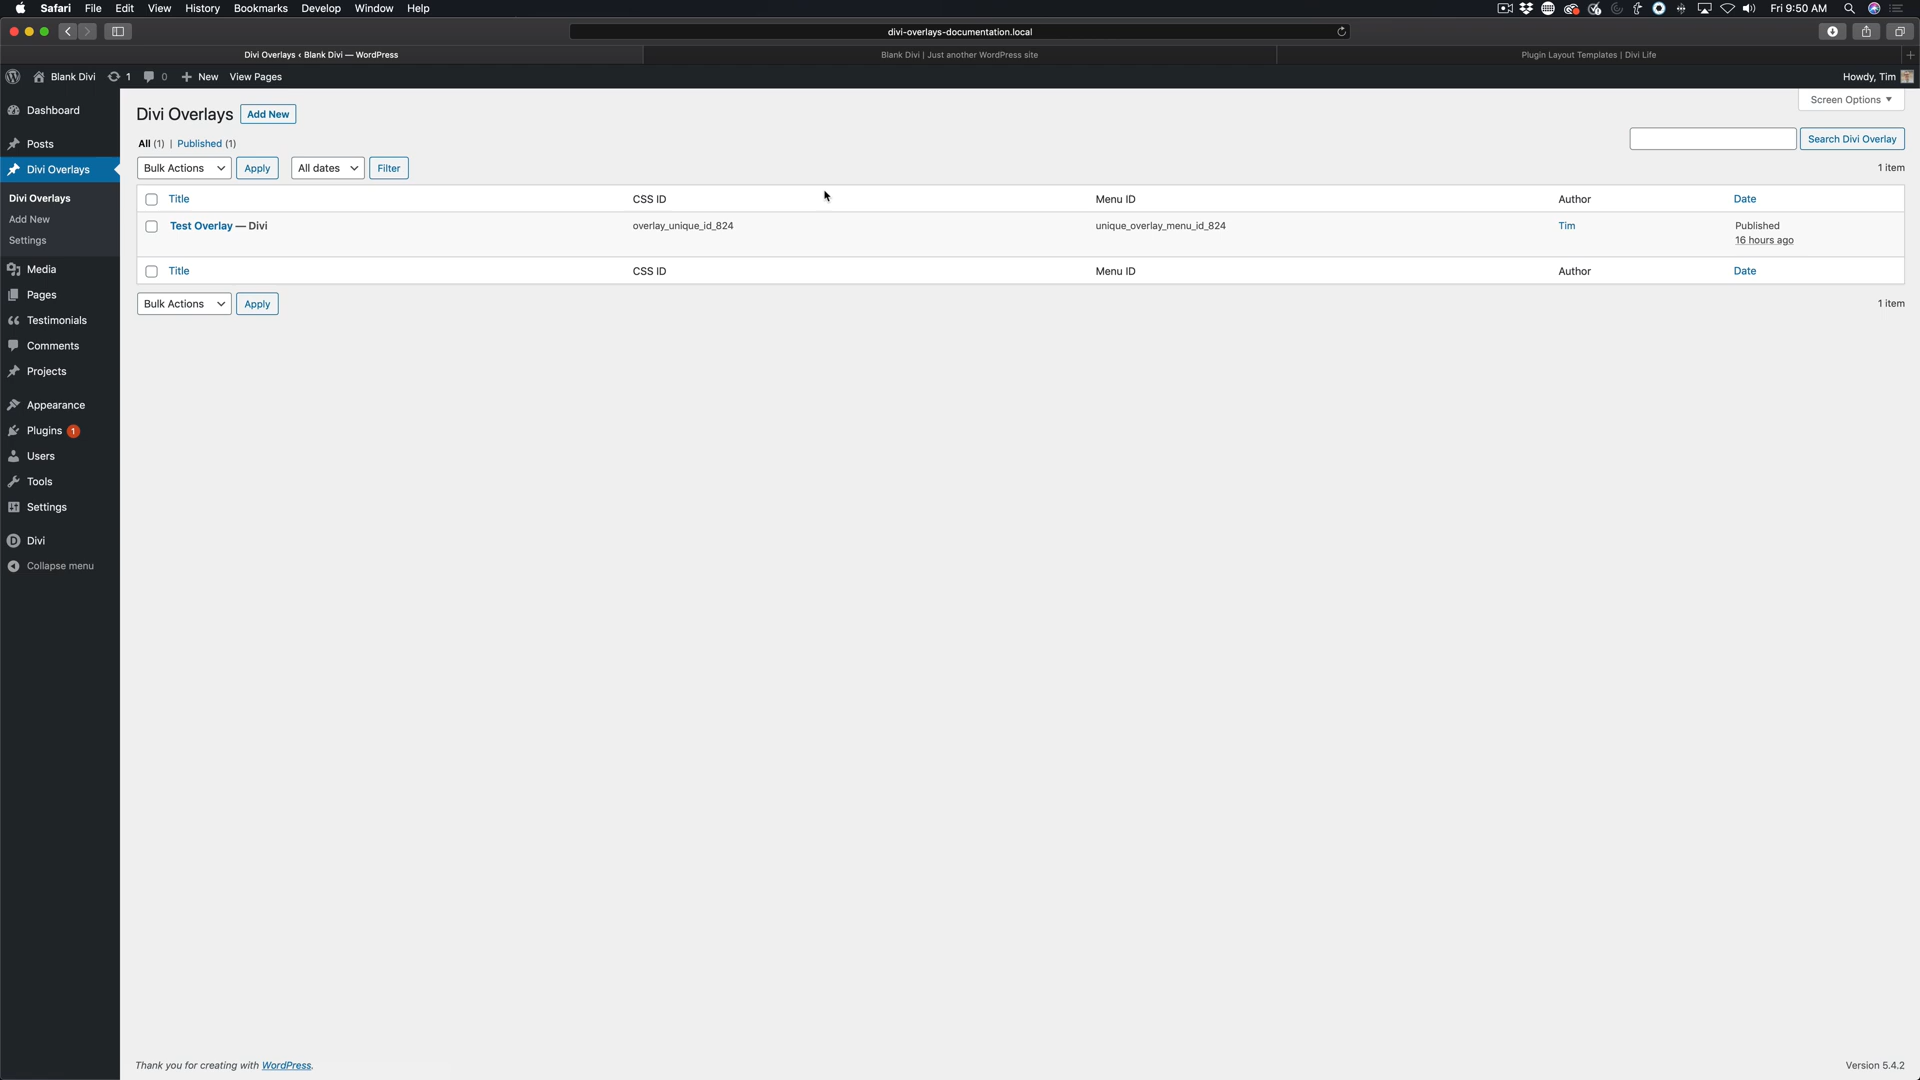 Safari File Edit View History Bookmarks Develop Window Help Fri 9:50 AM
divi-overlays-documentation.local
Divi Overlays ‹ Blank Divi — WordPress Blank Divi | Just another WordPress site Plugin Layout Templates | Divi Life
Blank Divi 1 0 New View Pages Howdy, Tim
Dashboard
Posts
Divi Overlays
Divi Overlays
Add New
Settings
Media
Pages
Testimonials
Comments
Projects
Appearance
Plugins 1
Users
Tools
Settings
Divi
Collapse menu
Screen Options
Divi Overlays Add New
All (1) | Published (1) Search Divi Overlay
Bulk Actions Apply All dates Filter 1 item
Title CSS ID Menu ID Author Date
Test Overlay — Divi overlay_unique_id_824 unique_overlay_menu_id_824 Tim Published
16 hours ago
Title CSS ID Menu ID Author Date
Bulk Actions Apply 1 item
Thank you for creating with WordPress. Version 5.4.2